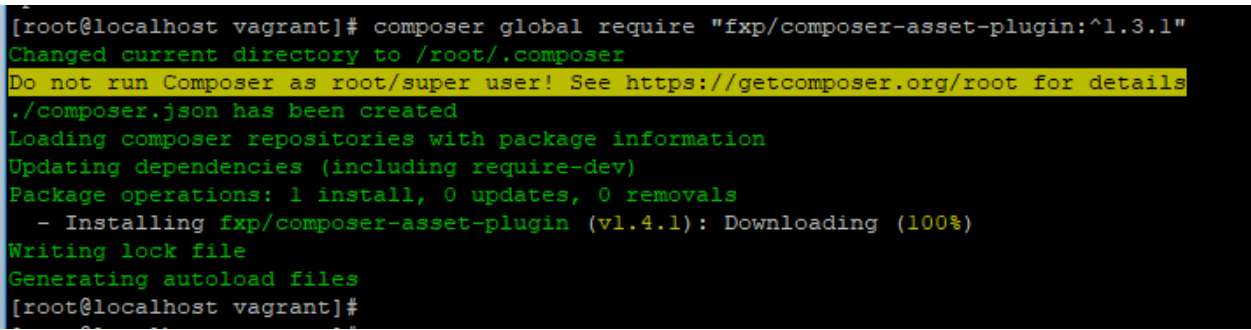 [root@localhost vagrant]# composer global require "fxp/composer-asset-plugin:^1.3.1"
Changed current directory to /root/.composer
Do not run Composer as root/super user! See https://getcomposer.org/root for details
./composer.json has been created
Loading composer repositories with package information
Updating dependencies (including require-dev)
Package operations: 1 install, 0 updates, 0 removals
  - Installing fxp/composer-asset-plugin (v1.4.1): Downloading (100%)
Writing lock file
Generating autoload files
[root@localhost vagrant]#